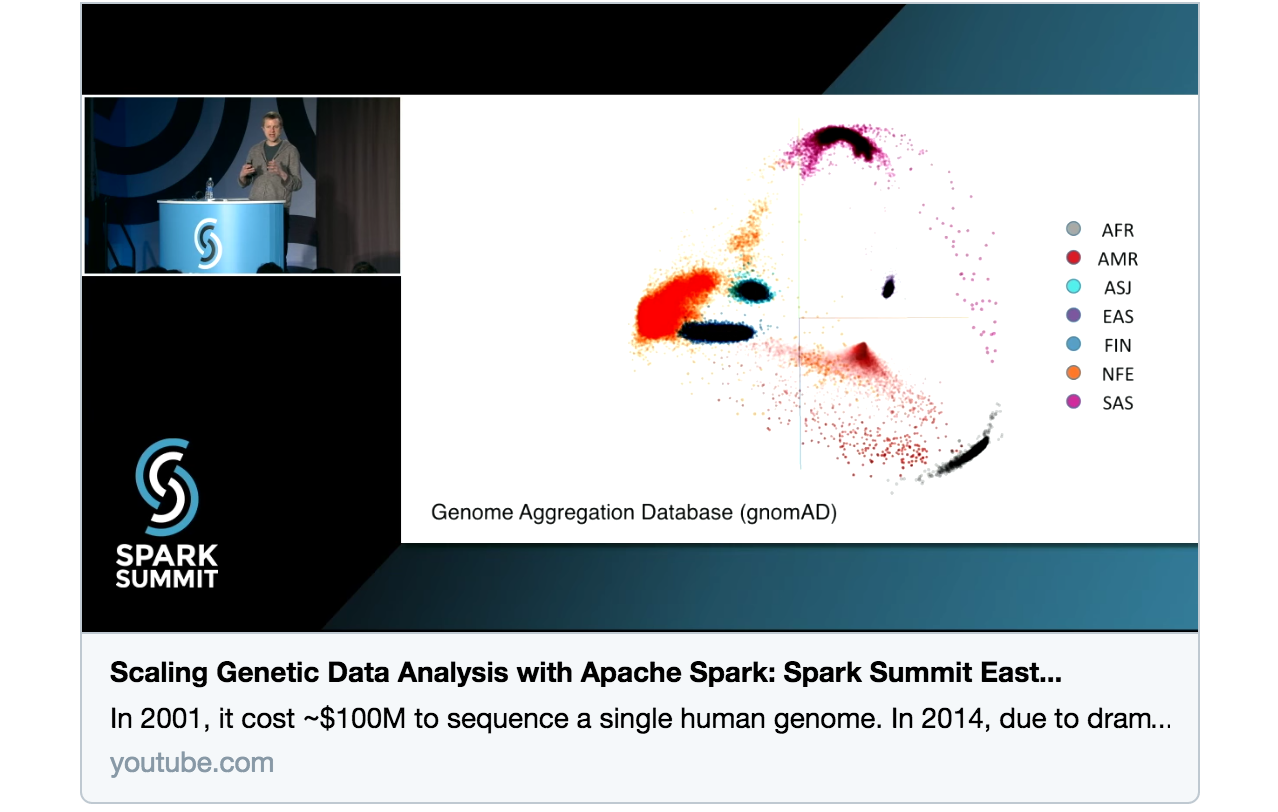 AFR
AMR
ASJ
EAS
FIN
NFE
SAS
Genome Aggregation Database (gnomAD)
SPARK
SUMMIT
Scaling Genetic Data Analysis with Apache Spark: Spark Summit East...
In 2001, it cost ~$100M to sequence a single human genome. In 2014, due to dram...
youtube.com